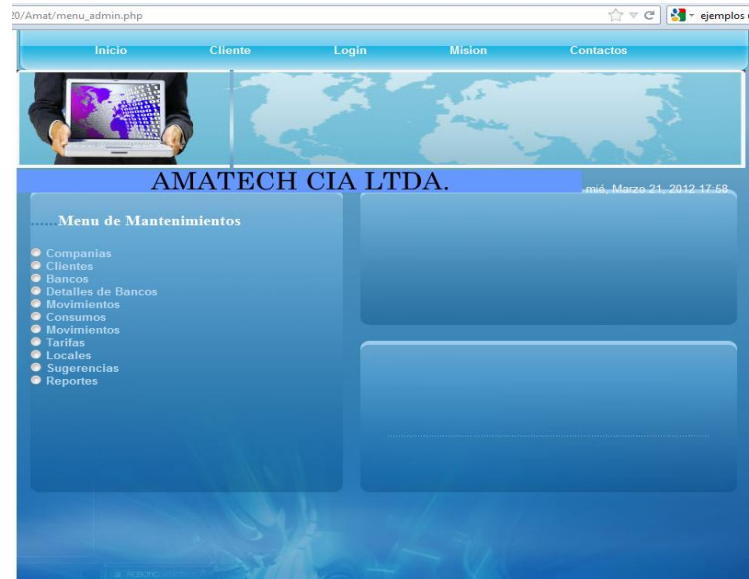 20/Amat/menu_admin.php
ejemplos
Inicio Cliente Login Mision Contactos
AMATECH CIA LTDA.
mié, Marzo 21, 2012 17:58
......Menu de Mantenimientos
Companias
Clientes
Bancos
Detalles de Bancos
Movimientos
Consumos
Movimientos
Tarifas
Locales
Sugerencias
Reportes